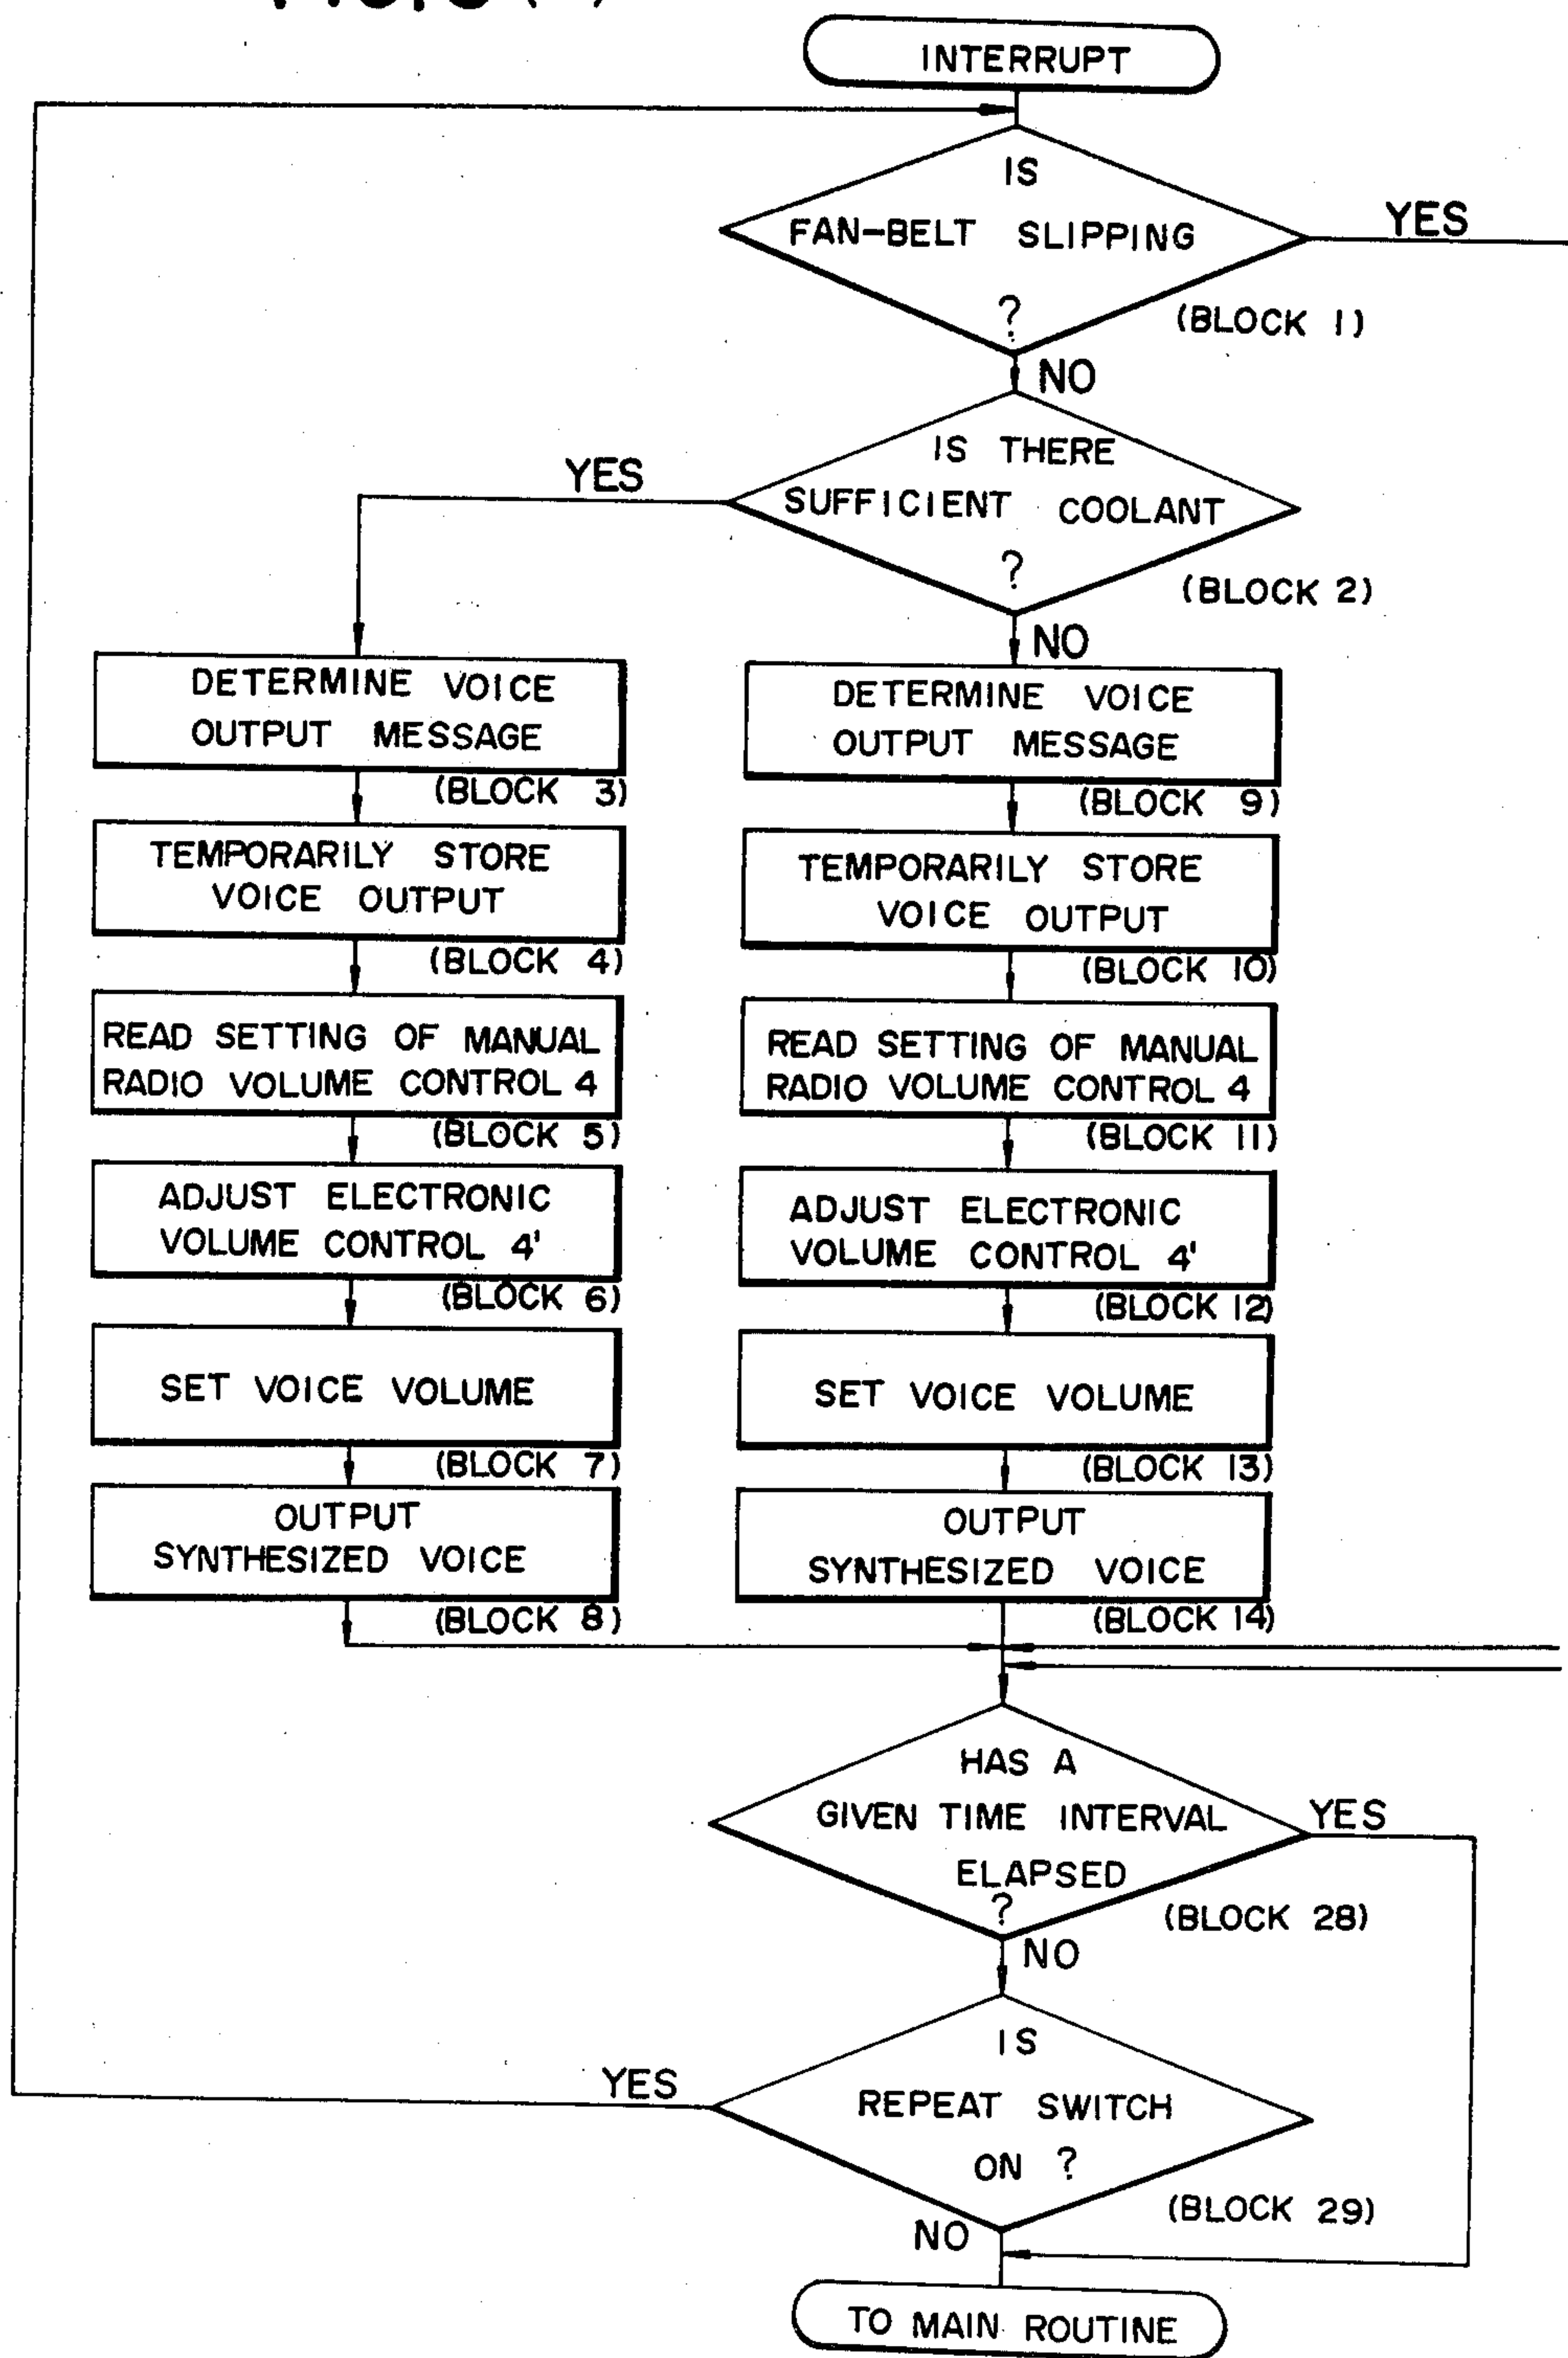 INTERRUPT
IS
FAN-BELT SLIPPING
?
YES
(BLOCK 1)
NO
IS THERE
SUFFICIENT COOLANT
?
YES
(BLOCK 2)
NO
DETERMINE VOICE
OUTPUT MESSAGE
(BLOCK 3)
TEMPORARILY STORE
VOICE OUTPUT
(BLOCK 4)
READ SETTING OF MANUAL
RADIO VOLUME CONTROL 4
(BLOCK 5)
ADJUST ELECTRONIC
VOLUME CONTROL 4'
(BLOCK 6)
SET VOICE VOLUME
(BLOCK 7)
OUTPUT
SYNTHESIZED VOICE
(BLOCK 8)
DETERMINE VOICE
OUTPUT MESSAGE
(BLOCK 9)
TEMPORARILY STORE
VOICE OUTPUT
(BLOCK 10)
READ SETTING OF MANUAL
RADIO VOLUME CONTROL 4
(BLOCK 11)
ADJUST ELECTRONIC
VOLUME CONTROL 4'
(BLOCK 12)
SET VOICE VOLUME
(BLOCK 13)
OUTPUT
SYNTHESIZED VOICE
(BLOCK 14)
HAS A
GIVEN TIME INTERVAL
ELAPSED
?
YES
(BLOCK 28)
NO
IS
REPEAT SWITCH
ON ?
YES
(BLOCK 29)
NO
TO MAIN ROUTINE